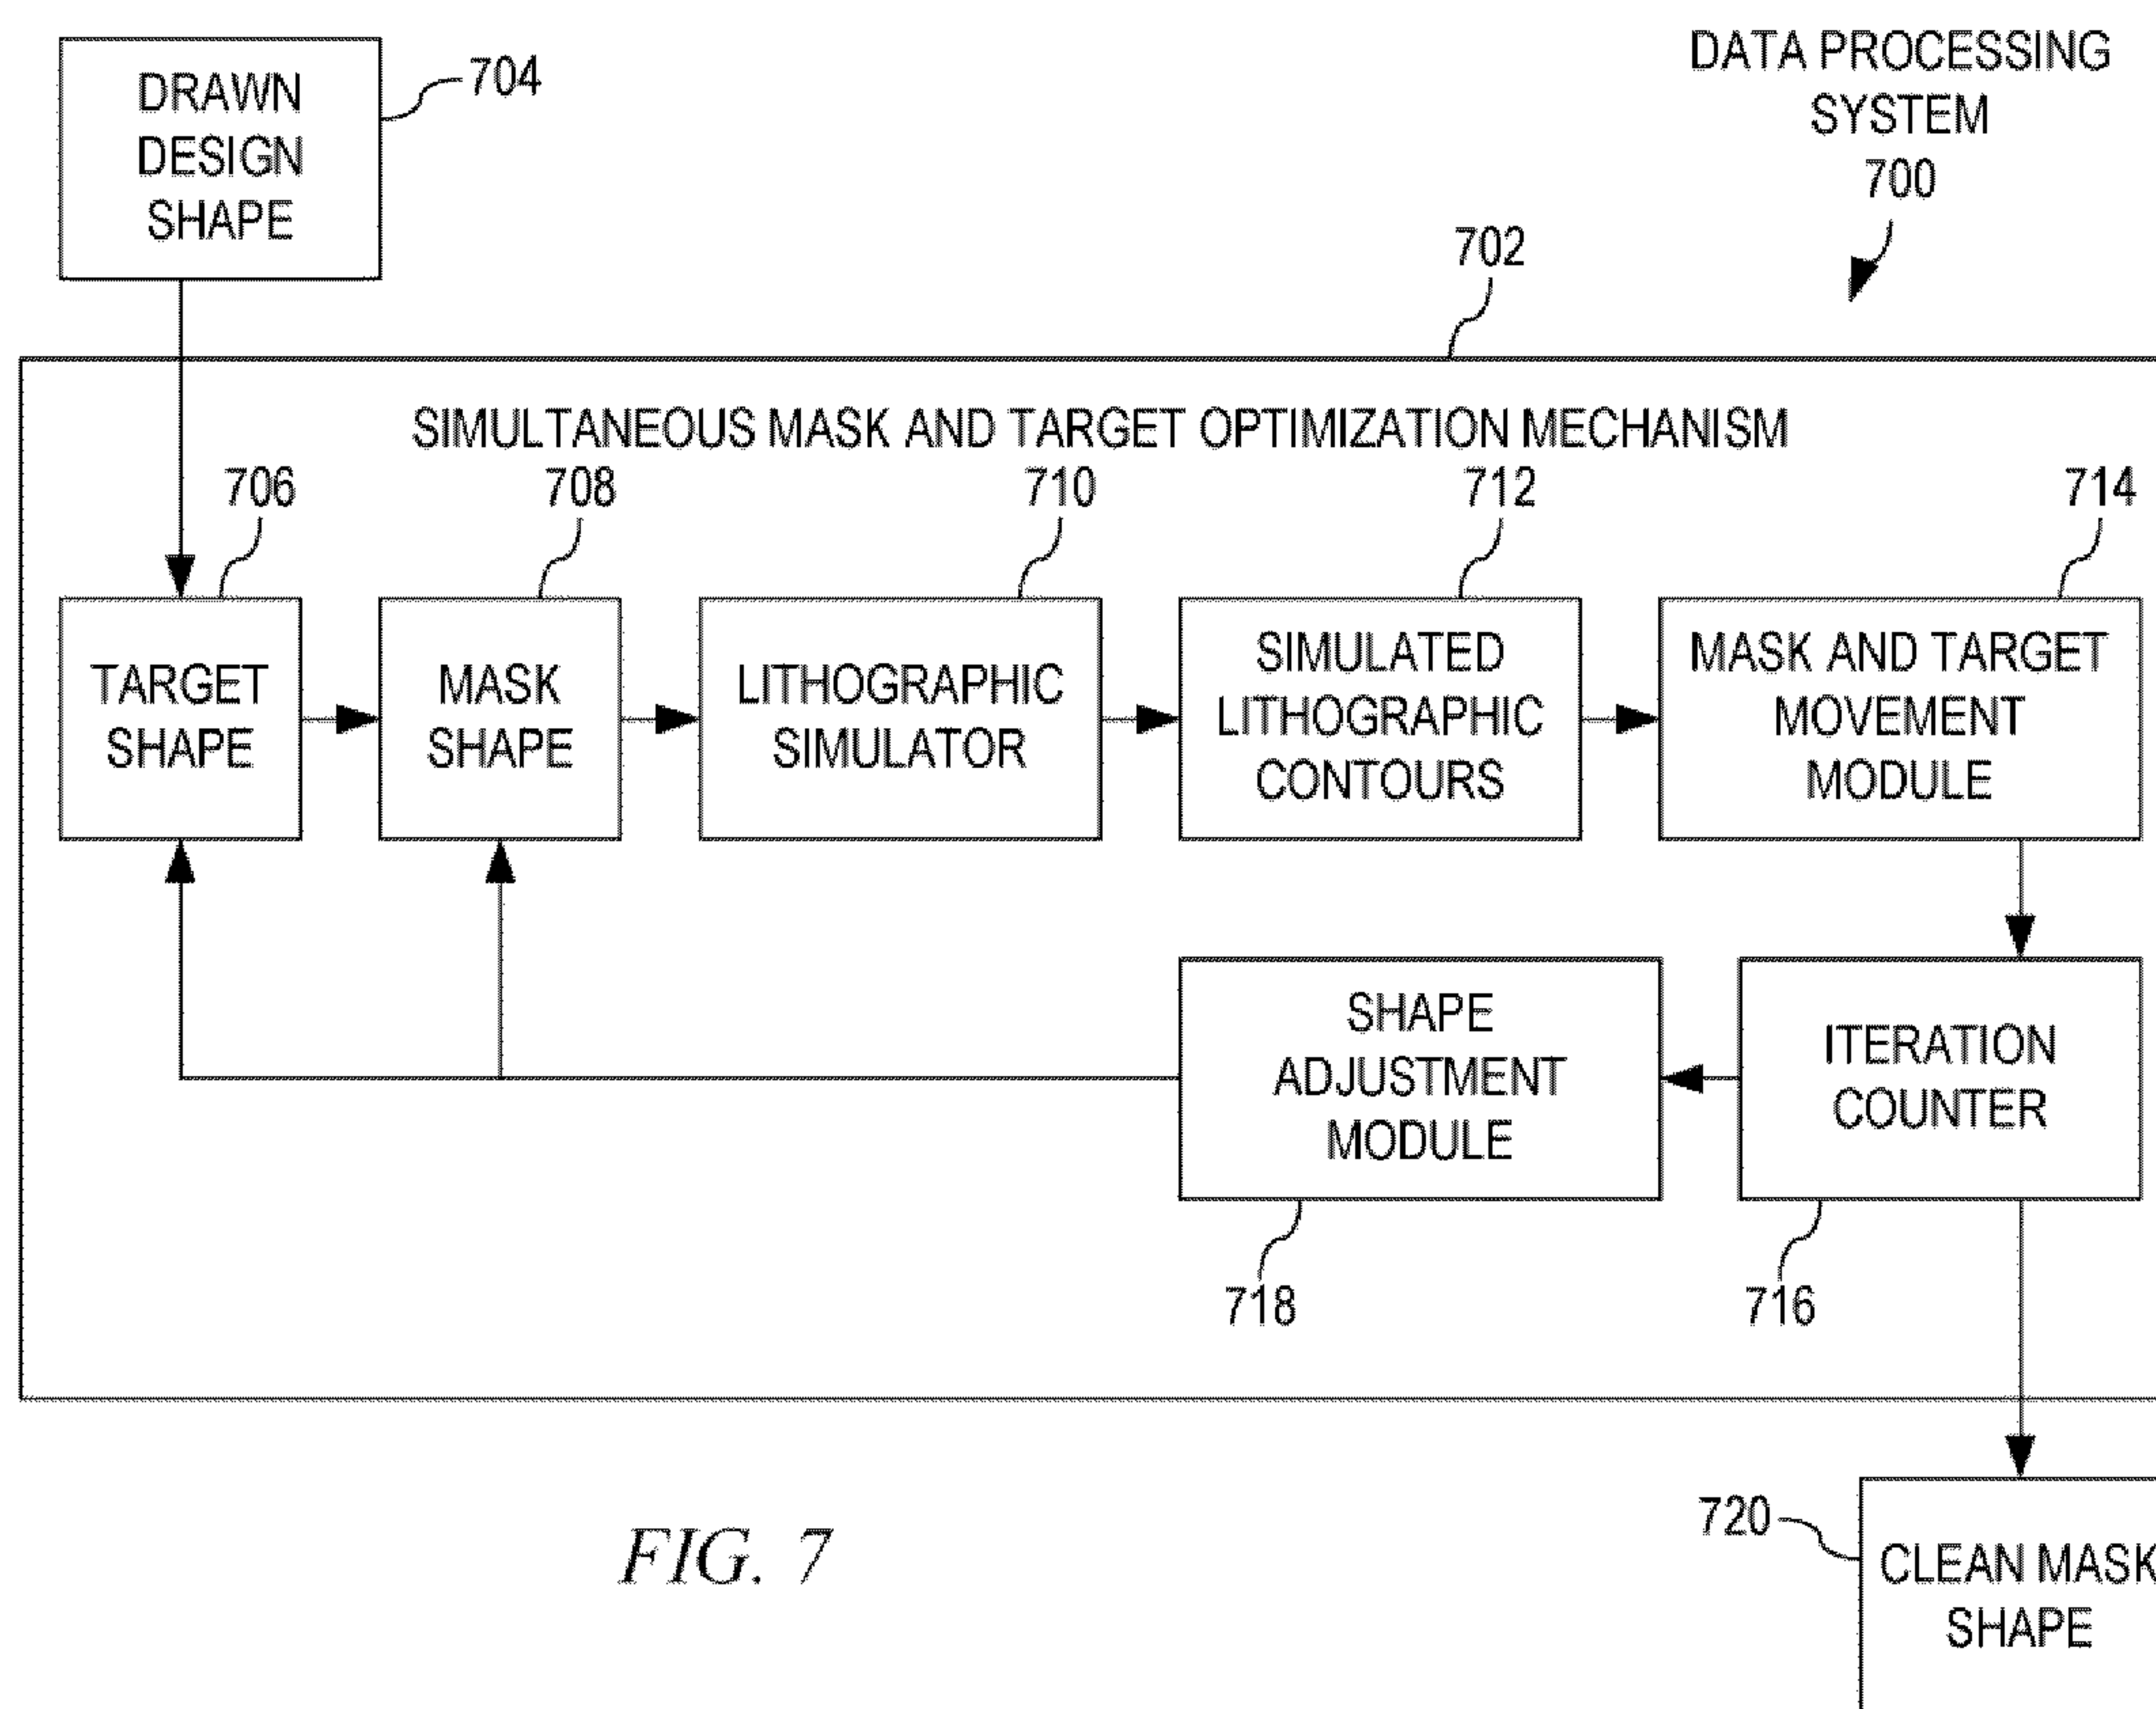 DRAWN
DESIGN
SHAPE
704
DATA PROCESSING
SYSTEM
700
702
SIMULTANEOUS MASK AND TARGET OPTIMIZATION MECHANISM
706
708
710
712
714
TARGET
SHAPE
MASK
SHAPE
LITHOGRAPHIC
SIMULATOR
SIMULATED
LITHOGRAPHIC
CONTOURS
MASK AND TARGET
MOVEMENT
MODULE
SHAPE
ADJUSTMENT
MODULE
ITERATION
COUNTER
718
716
720
CLEAN MASK
SHAPE
FIG. 7